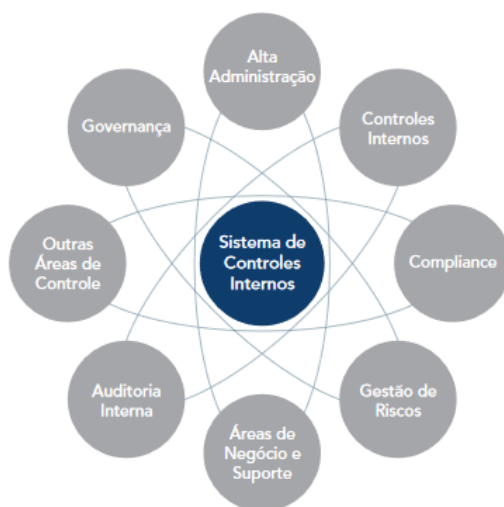 Alta
Administração
Governança
Controles
Internos
Outras
Áreas de
Controle
Sistema de
Controles
Internos
Compliance
Auditoria
Interna
Gestão de
Riscos
Áreas de
Negócio e
Suporte